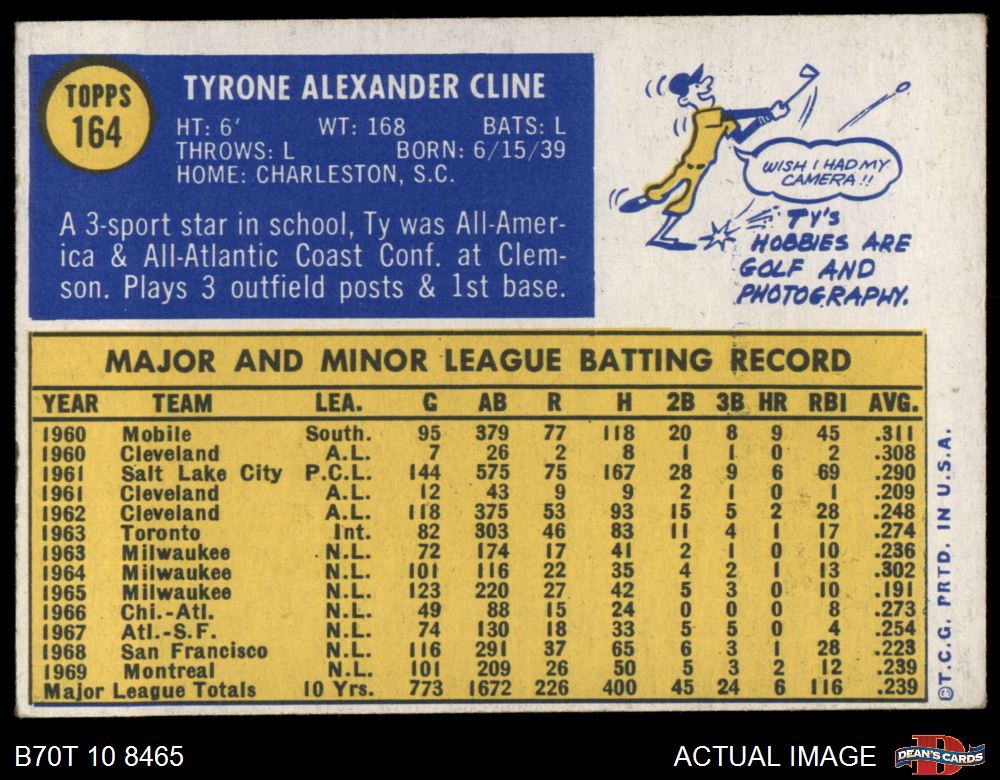 TOPPS
164
TYRONE ALEXANDER CLINE
HT: 6' WT: 168 BATS: L
THROWS: L BORN: 6/15/39
HOME: CHARLESTON, S.C.
A 3-sport star in school, Ty was All-Amer-
ica & All-Atlantic Coast Conf. at Clem-
son. Plays 3 outfield posts & 1st base.
WISH I HAD MY
CAMERA!!
TY'S
HOBBIES ARE
GOLF AND
PHOTOGRAPHY.
MAJOR AND MINOR LEAGUE BATTING RECORD
YEAR TEAM LEA. G AB R H 2B 3B HR RBI AVG.
1960 Mobile South. 95 379 77 118 20 8 9 45 .311
1960 Cleveland A.L. 7 26 2 8 1 1 0 2 .308
1961 Salt Lake City P.C.L. 144 575 75 167 28 9 6 69 .290
1961 Cleveland A.L. 12 43 9 9 2 1 0 1 .209
1962 Cleveland A.L. 118 375 53 93 15 5 2 28 .248
1963 Toronto Int. 82 303 46 83 11 4 1 17 .274
1963 Milwaukee N.L. 72 174 17 41 2 1 0 10 .236
1964 Milwaukee N.L. 101 116 22 35 4 2 1 13 .302
1965 Milwaukee N.L. 123 220 27 42 5 3 0 10 .191
1966 Chi.-Atl. N.L. 49 88 15 24 0 0 0 8 .273
1967 Atl.-S.F. N.L. 74 130 18 33 5 5 0 4 .254
1968 San Francisco N.L. 116 291 37 65 6 3 1 28 .223
1969 Montreal N.L. 101 209 26 50 5 3 2 12 .239
Major League Totals 10 Yrs. 773 1672 226 400 45 24 6 116 .239
©T.C.G. PRTD. IN U.S.A.
B70T 10 8465
ACTUAL IMAGE
D
DEAN'S CARDS